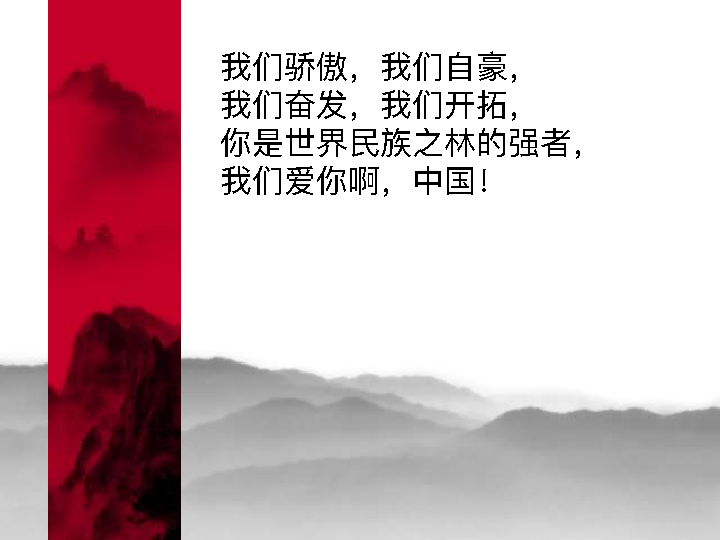 我们骄傲，我们自豪，
我们奋发，我们开拓，
你是世界民族之林的强者，
我们爱你啊，中国！